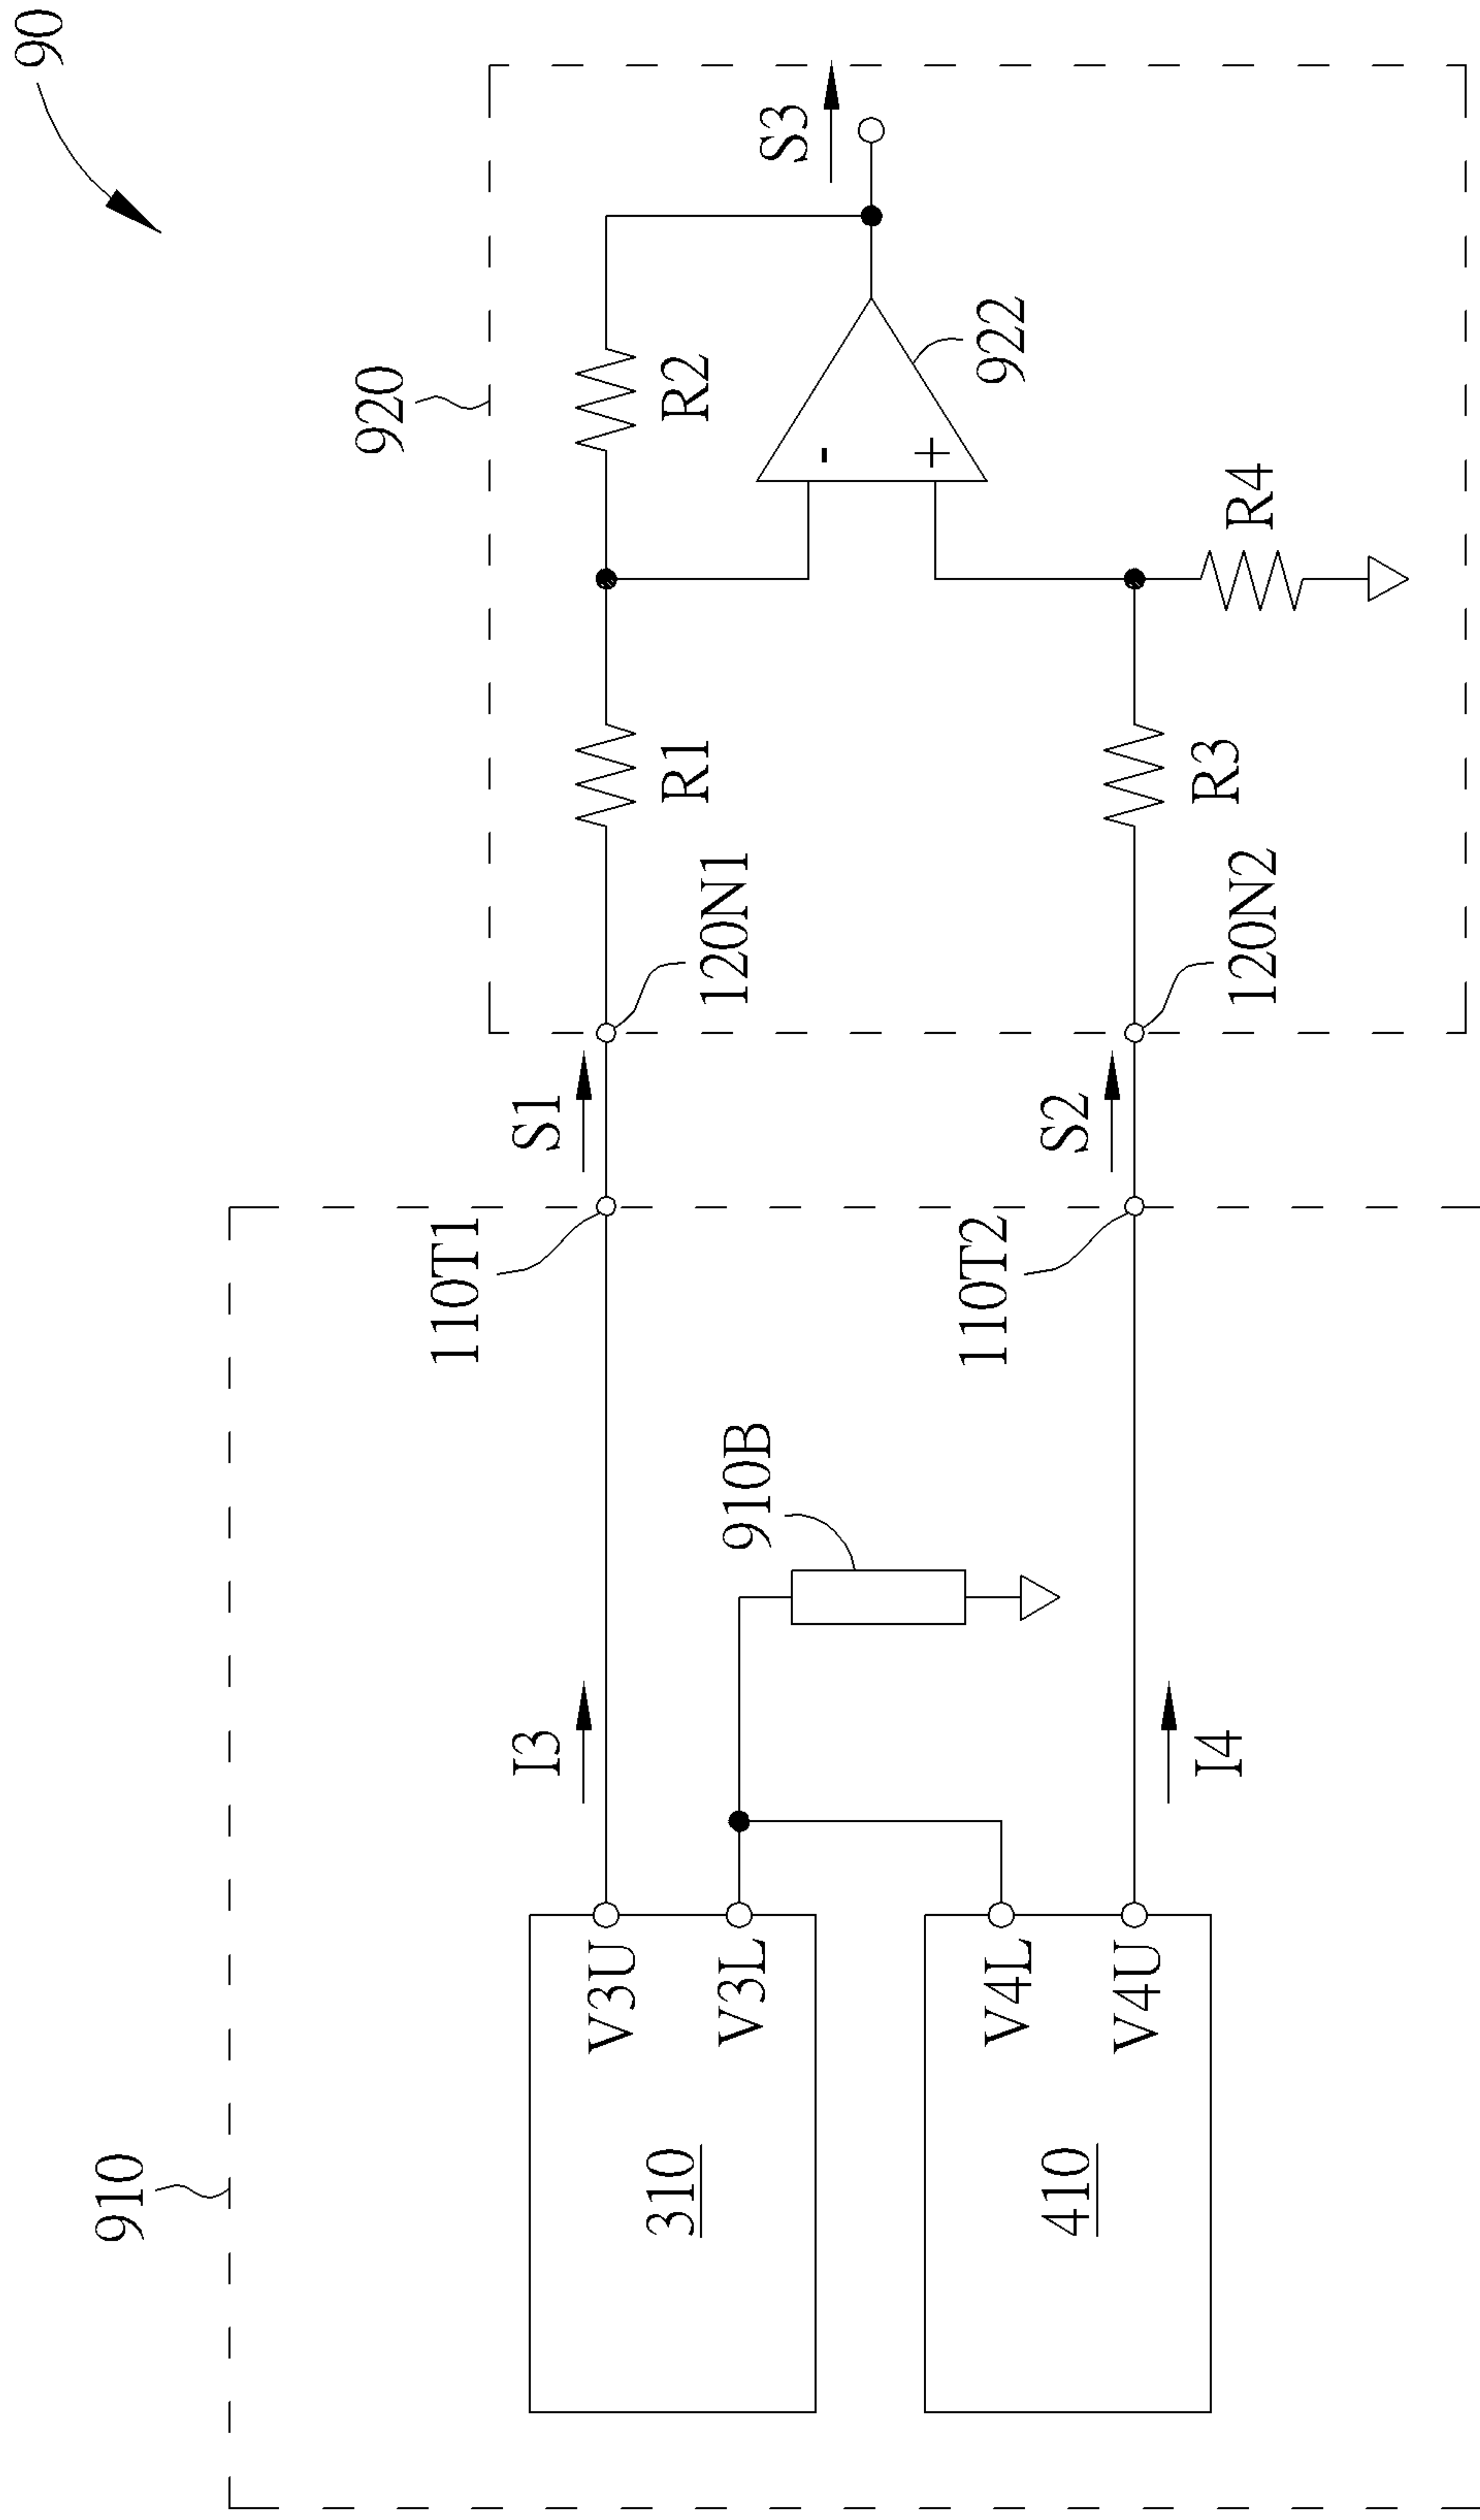 90
910
920
310
V3U
V3L
I3
910B
110T1
S1
120N1
R1
R2
-
+
922
S3
410
V4L
V4U
I4
110T2
S2
120N2
R3
R4